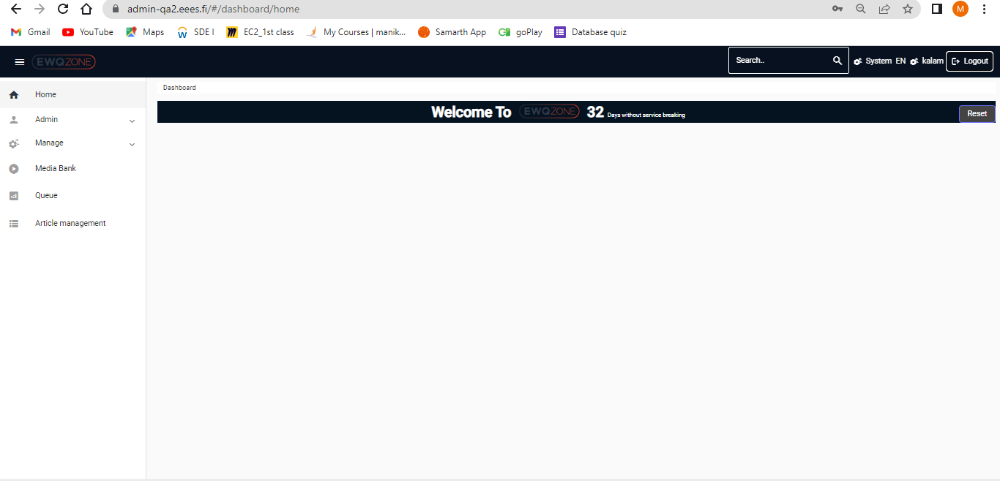 admin-qa2.eees.fi/#/dashboard/home
M
Gmail YouTube Maps SDE I EC2_1st class My Courses | manik... Samarth App goPlay Database quiz
EWQZONE Search.. System EN kalam Logout
Home
Dashboard
Welcome To EWQZONE 32 Days without service breaking Reset
Admin
Manage
Media Bank
Queue
Article management